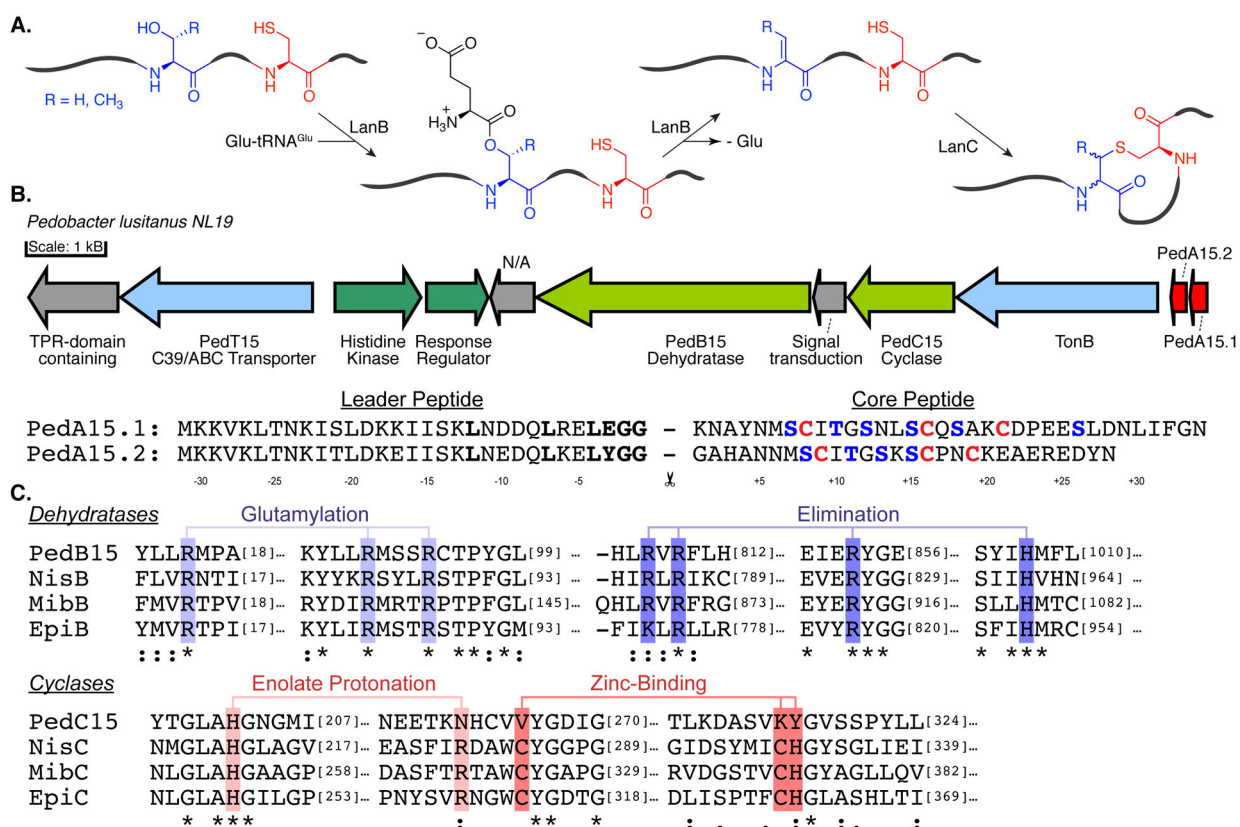 A.
HO R HS
N H O N H O
R = H, CH3
Glu-tRNAGlu
LanB
−O O
H3N + O
O R HS
N H O N H O
LanB
- Glu
R HS
N H O N H O
LanC
O
R S NH
N H O
B.
Pedobacter lusitanus NL19
Scale: 1 kB
N/A
PedA15.2
TPR-domain containing
PedT15 C39/ABC Transporter
Histidine Kinase
Response Regulator
PedB15 Dehydratase
Signal transduction
PedC15 Cyclase
TonB
PedA15.1
Leader Peptide Core Peptide
PedA15.1: MKKVKLTNKISLDKKIISKLNDDQLRELEGG – KNAYNMSCITGSNLSCQSAKCDPEESLDNLIFGN
PedA15.2: MKKVKLTNKITLDKKIISKLNEDQLKELYGG – GAHANNMSCITGSKSCPNCKEAEREDYN
-30 -25 -20 -15 -10 -5 +5 +10 +15 +20 +25 +30
C.
Dehydratases Glutamylation Elimination
PedB15 YLLRMPA[18]… KYLLRMSSRCTPYGL[99]… -HLRVRFLH[812]… EIERYGE[856]… SYIHMFL[1010]…
NisB FLVRNTI[17]… KYYKRSYLRSTPFGL[93]… -HIRLRIKC[789]… EVERYGG[829]… SIIHVHN[964]…
MibB FMVRTPV[18]… RYDIRMRTRPTPFGL[145]… QHLRVRFRG[873]… EYERYGG[916]… SLLHMTC[1082]…
EpiB YMVRTPI[17]… KYLIRMSTRSTPYGM[93]… -FIKLRLLR[778]… EVYRYGG[820]… SFIHMRC[954]…
:::* :* * * **:: :::*: * *** * ***
Cyclases Enolate Protonation Zinc-Binding
PedC15 YTGLAHGNGMI[207]… NEETKNHCVVYGDIG[270]… TLKDASVKYGVSSPYLL[324]…
NisC NMGLAHGLAGV[217]… EASFIRDAWCYGGPG[289]… GIDSYMICHGYSGLIEI[339]…
MibC NLGLAHGAAGP[258]… DASFTRTAWCYGAPG[329]… RVDGSTVCHGYAGLLQV[382]…
EpiC NLGLAHGILGP[253]… PNYSVRNGWCYGDTG[318]… DLISPTFCHGLASHLTI[369]…
* *** : ** * : . . :* .: :